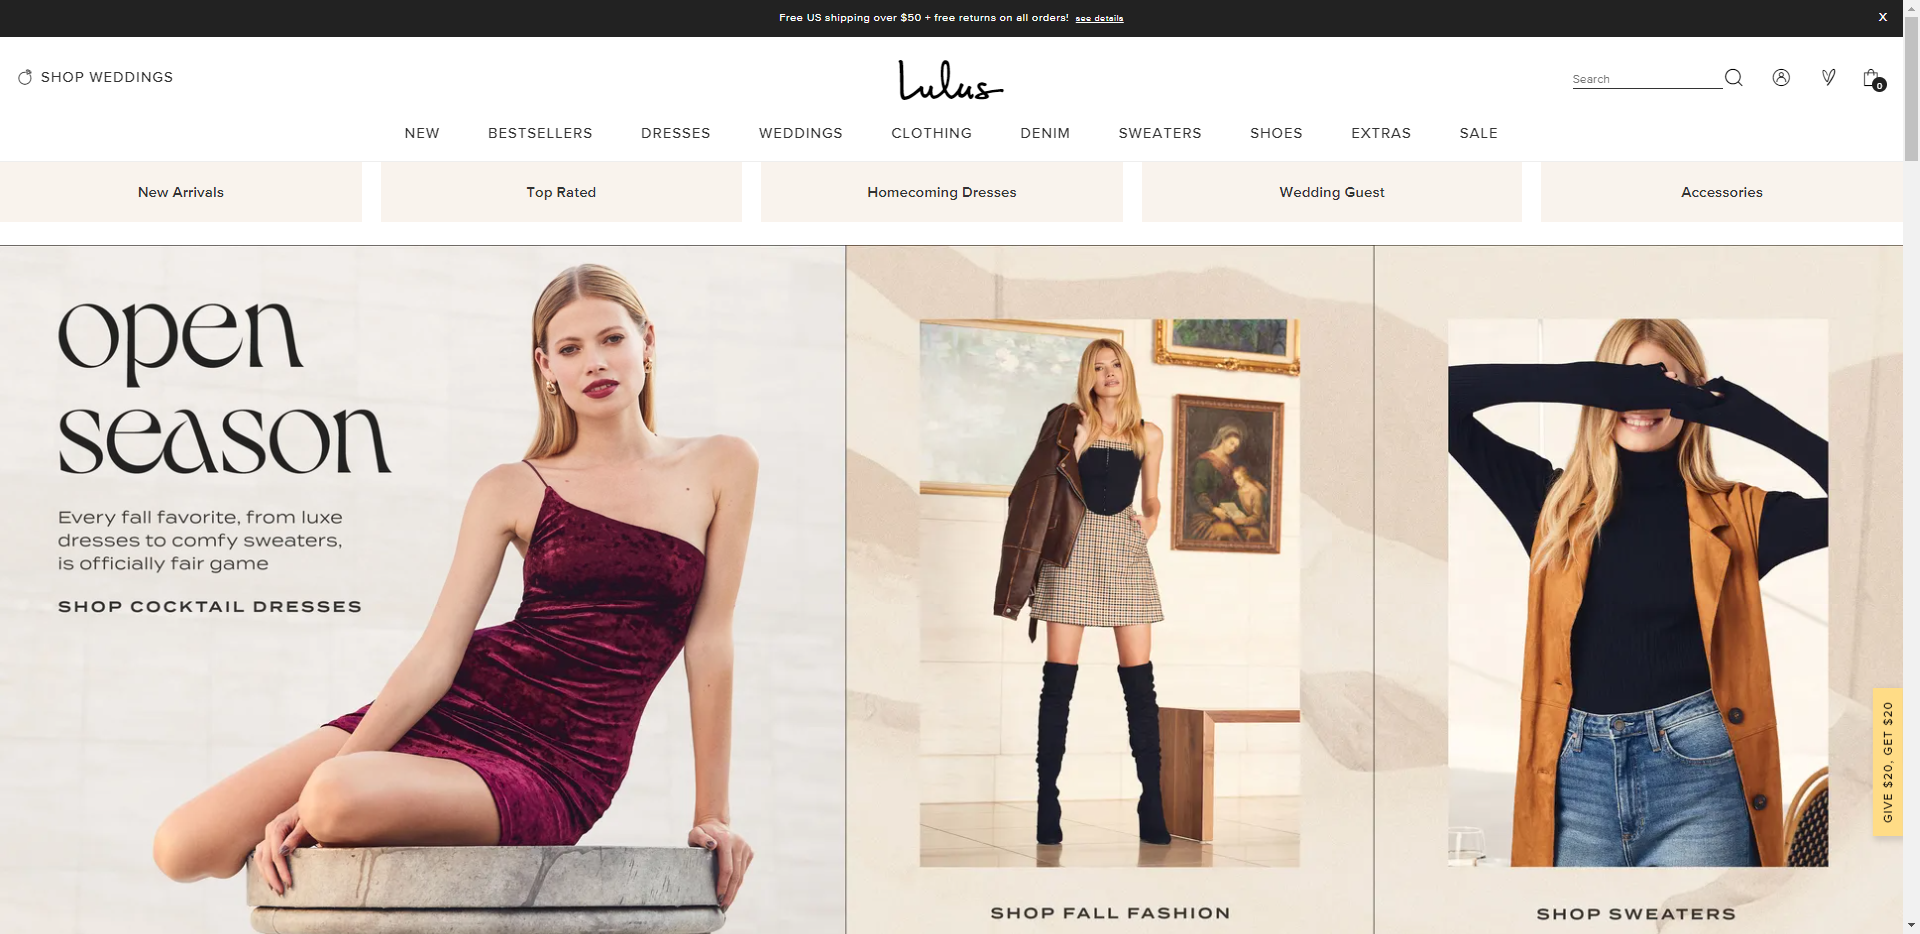 Free US shipping over $50 + free returns on all orders! see details
X
SHOP WEDDINGS
Lulus
Search
0
NEW BESTSELLERS DRESSES WEDDINGS CLOTHING DENIM SWEATERS SHOES EXTRAS SALE
New Arrivals Top Rated Homecoming Dresses Wedding Guest Accessories
open
season
Every fall favorite, from luxe
dresses to comfy sweaters,
is officially fair game
SHOP COCKTAIL DRESSES
SHOP FALL FASHION
SHOP SWEATERS
GIVE $20, GET $20